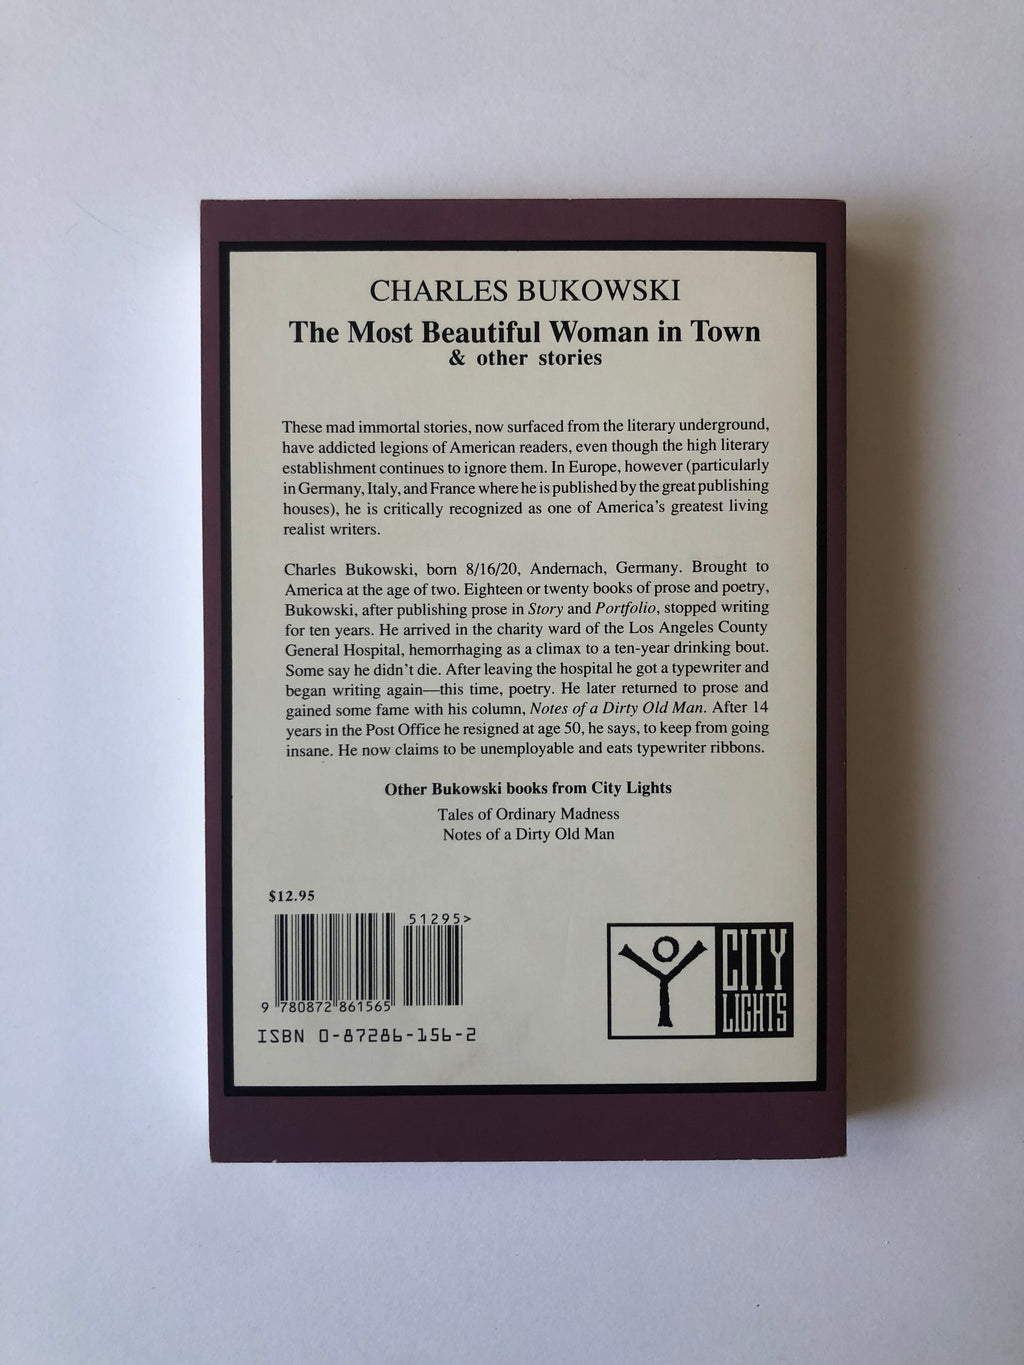 CHARLES BUKOWSKI
The Most Beautiful Woman in Town
& other stories
These mad immortal stories, now surfaced from the literary underground,
have addicted legions of American readers, even though the high literary
establishment continues to ignore them. In Europe, however (particularly
in Germany, Italy, and France where he is published by the great publishing
houses), he is critically recognized as one of America's greatest living
realist writers.
Charles Bukowski, born 8/16/20, Andernach, Germany. Brought to
America at the age of two. Eighteen or twenty books of prose and poetry,
Bukowski, after publishing prose in Story and Portfolio, stopped writing
for ten years. He arrived in the charity ward of the Los Angeles County
General Hospital, hemorrhaging as a climax to a ten-year drinking bout.
Some say he didn't die. After leaving the hospital he got a typewriter and
began writing again—this time, poetry. He later returned to prose and
gained some fame with his column, Notes of a Dirty Old Man. After 14
years in the Post Office he resigned at age 50, he says, to keep from going
insane. He now claims to be unemployable and eats typewriter ribbons.
Other Bukowski books from City Lights
Tales of Ordinary Madness
Notes of a Dirty Old Man
$12.95
51295>
9 780872 861565
ISBN 0-87286-156-2
CITY
LIGHTS